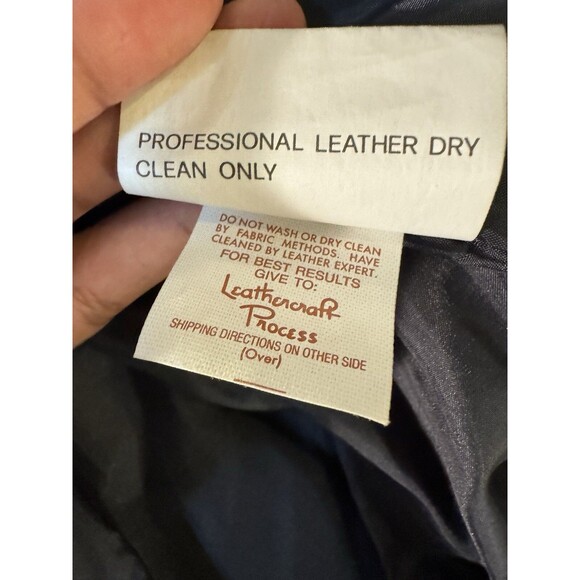 PROFESSIONAL LEATHER DRY
CLEAN ONLY
DO NOT WASH OR DRY CLEAN
BY FABRIC METHODS. HAVE
CLEANED BY LEATHER EXPERT.
FOR BEST RESULTS
GIVE TO:
Leathercraft
Process
SHIPPING DIRECTIONS ON OTHER SIDE
(Over)